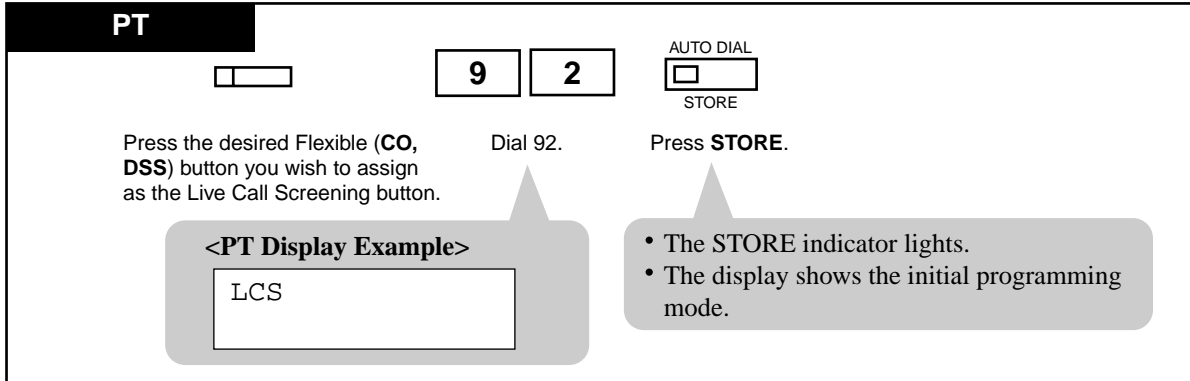 PT
9 2
AUTO DIAL
STORE
Press the desired Flexible (CO,
DSS) button you wish to assign
as the Live Call Screening button.
Dial 92.
Press STORE.
<PT Display Example>
LCS
• The STORE indicator lights.
• The display shows the initial programming
mode.